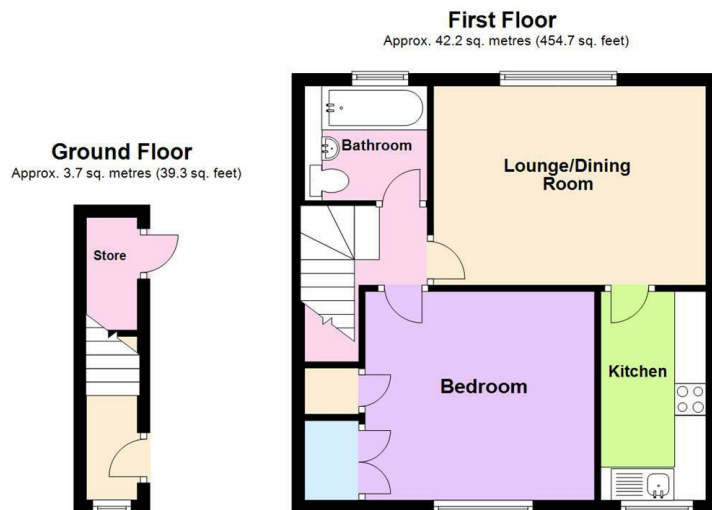 First Floor
Approx. 42.2 sq. metres (454.7 sq. feet)
Ground Floor
Approx. 3.7 sq. metres (39.3 sq. feet)
Bathroom
Lounge/Dining
Room
Store
Kitchen
Bedroom